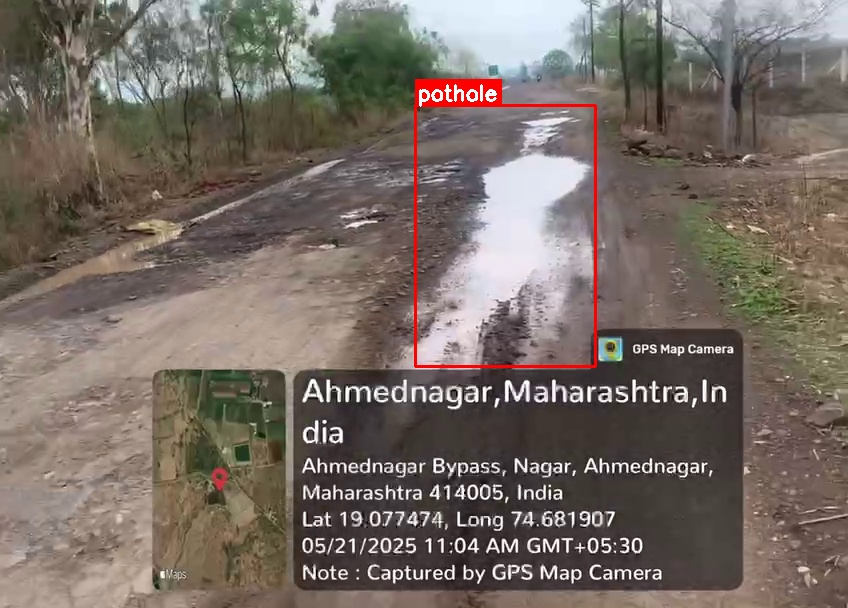 pothole
GPS Map Camera
Ahmednagar,Maharashtra,In
dia
Ahmednagar Bypass, Nagar, Ahmednagar,
Maharashtra 414005, India
Lat 19.077474, Long 74.681907
05/21/2025 11:04 AM GMT+05:30
Note : Captured by GPS Map Camera
Maps